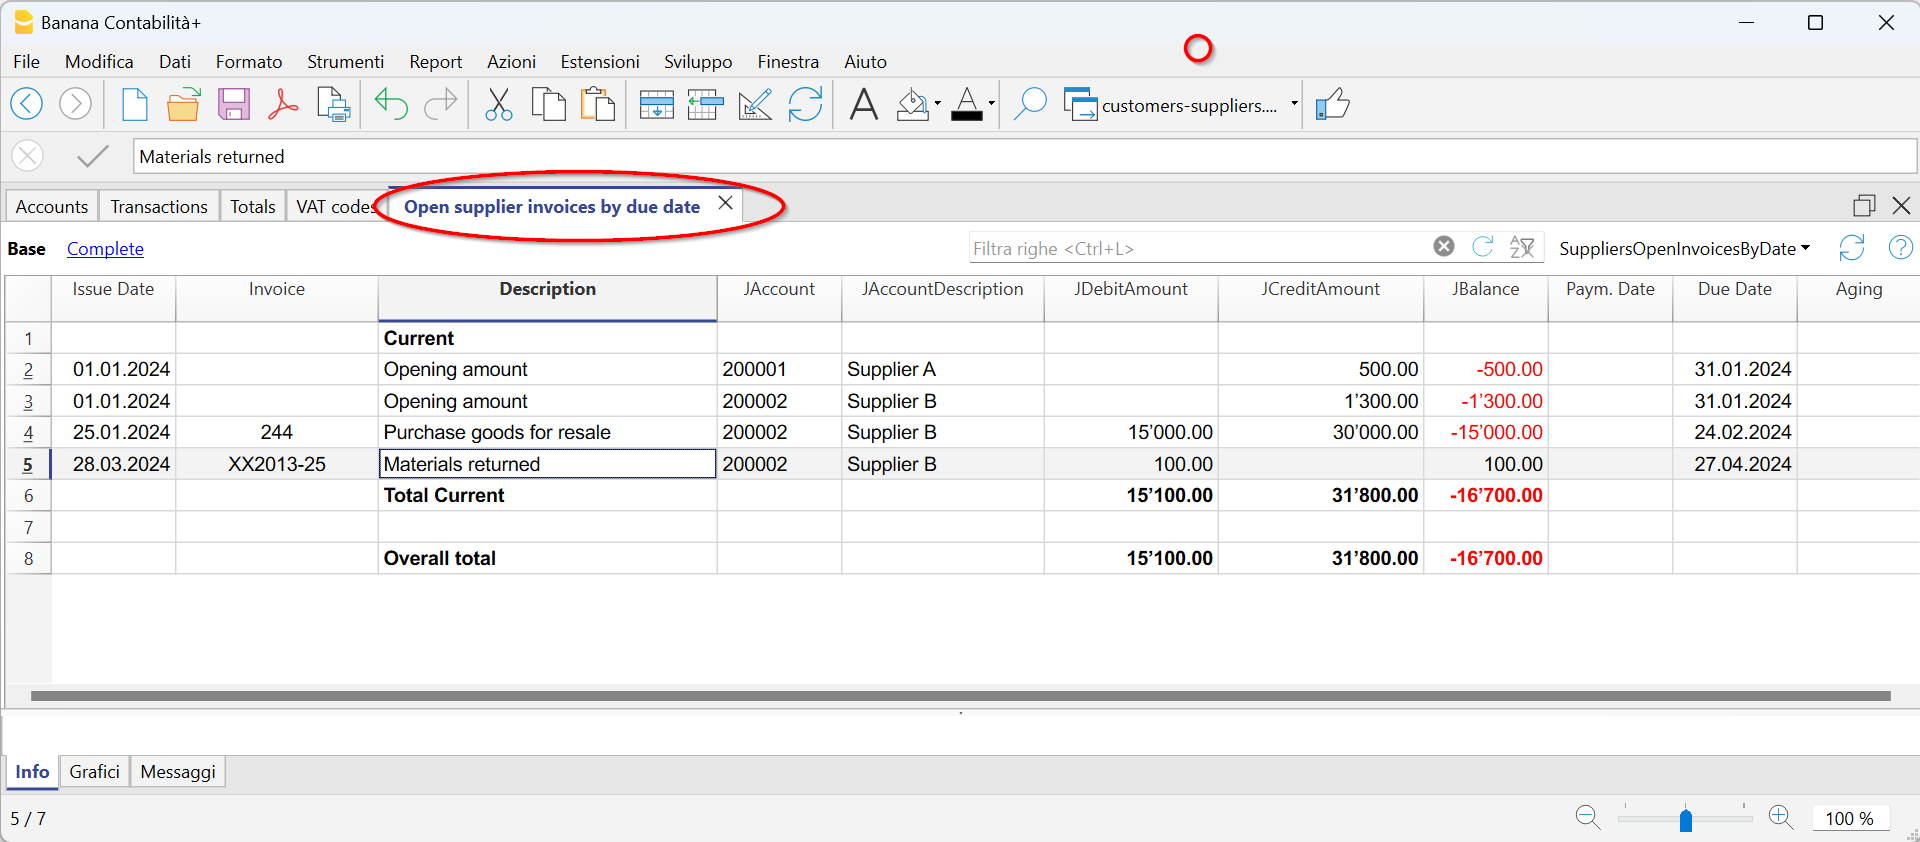 Banana Contabilità+
File Modifica Dati Formato Strumenti Report Azioni Estensioni Sviluppo Finestra Aiuto
A A customers-suppliers....
Materials returned
Accounts Transactions Totals VAT codes Open supplier invoices by due date
Base Complete Filtra righe <Ctrl+L> SuppliersOpenInvoicesByDate
Issue Date Invoice Description JAccount JAccountDescription JDebitAmount JCreditAmount JBalance Paym. Date Due Date Aging
1 Current
2 01.01.2024 Opening amount 200001 Supplier A 500.00 -500.00 31.01.2024
3 01.01.2024 Opening amount 200002 Supplier B 1’300.00 -1’300.00 31.01.2024
4 25.01.2024 244 Purchase goods for resale 200002 Supplier B 15’000.00 30’000.00 -15’000.00 24.02.2024
5 28.03.2024 XX2013-25 Materials returned 200002 Supplier B 100.00 100.00 27.04.2024
6 Total Current 15’100.00 31’800.00 -16’700.00
7
8 Overall total 15’100.00 31’800.00 -16’700.00
Info Grafici Messaggi
5 / 7 100 %